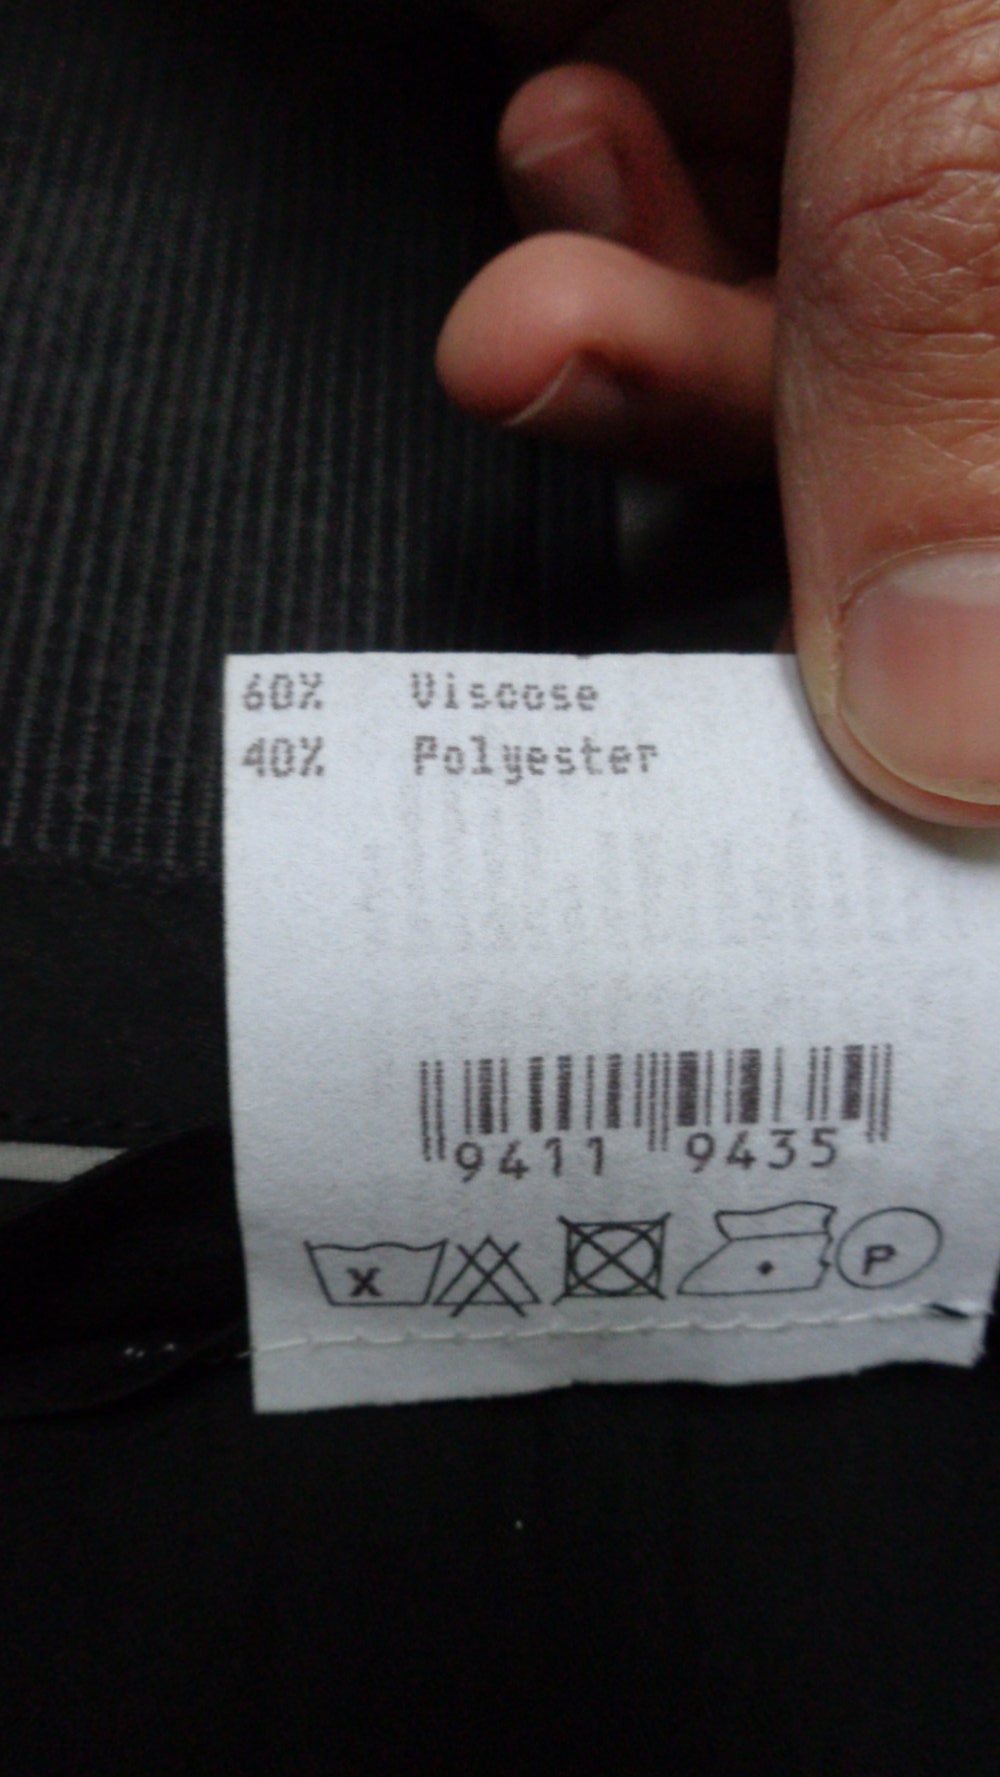 60% Viscose
40% Polyester
9411 9435
X P